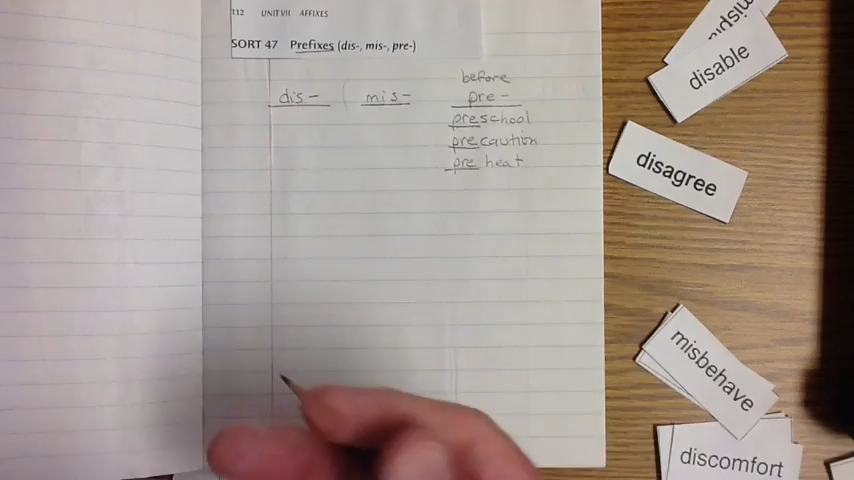 112 UNIT VII AFFIXES
SORT 47 Prefixes (dis-, mis-, pre-)
before
dis- mis- pre-
preschool
precaution
preheat
disable
disagree
misbehave
discomfort